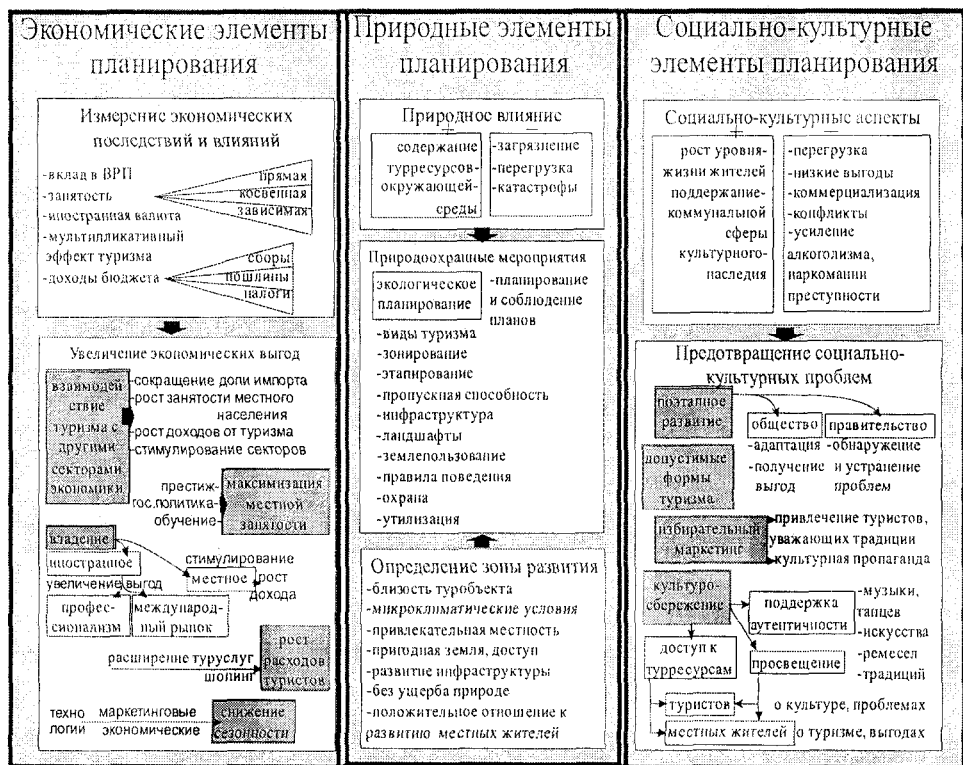 Экономические элементы
планирования
Измерение экономических
последствий и влияний
-вклад в ВРП
-занятость
-иностранная валюта
-мультипликативный
эффект туризма
-доходы бюджета
прямая
косвенная
зависимая
сборы
пошлины
налоги
Увеличение экономических выгод
взаимодей
ствие
туризма с
другими
секторами
экономики
-сокращение доли импорта
-рост занятости местного
населения
-рост доходов от туризма
-стимулирование секторов
престиж-
гос.политика-
обучение-
максимизация
местной
занятости
владение
иностранное
стимулирование
местное
рост
дохода
увеличение выгод
профес-
сионализм
международ-
ный рынок
расширение туруслуг
шопинг
рост
расходов
туристов
техно
логии
маркетинговые
экономические
снижение
сезонности
Природные элементы
планирования
Природное влияние
+
–
содержание
турресурсов-
окружающей-
среды
-загрязнение
-перегрузка
-катастрофы
Природоохранные мероприятия
экологическое
планирование
-планирование
и соблюдение
планов
-виды туризма
-зонирование
-этапирование
-пропускная способность
-инфраструктура
-ландшафты
-землепользование
-правила поведения
-охрана
-утилизация
Определение зоны развития
-близость туробъекта
-микроклиматические условия
-привлекательная местность
-пригодная земля, доступ
-развитие инфраструктуры
-без ущерба природе
-положительное отношение к
развитию местных жителей
Социально-культурные
элементы планирования
Социально-культурные аспекты
+
–
рост уровня-
жизни жителей
поддержание-
коммунальной
сферы
культурного-
наследия
-перегрузка
-низкие выгоды
-коммерциализация
-конфликты
-усиление
алкоголизма,
наркомании
преступности
Предотвращение социально-
культурных проблем
поэтапное
развитие
общество
правительство
-адаптация
-получение
выгод
-обнаружение
и устранение
проблем
допустимые
формы
туризма
избирательный
маркетинг
привлечение туристов,
уважающих традиции
культурная пропаганда
культуро-
сбережение
поддержка
аутентичности
-музыки,
танцев
-искусства
-ремесел
-традиций
доступ к
турресурсам
просвещение
туристов
о культуре, проблемах
местных жителей
о туризме, выгодах